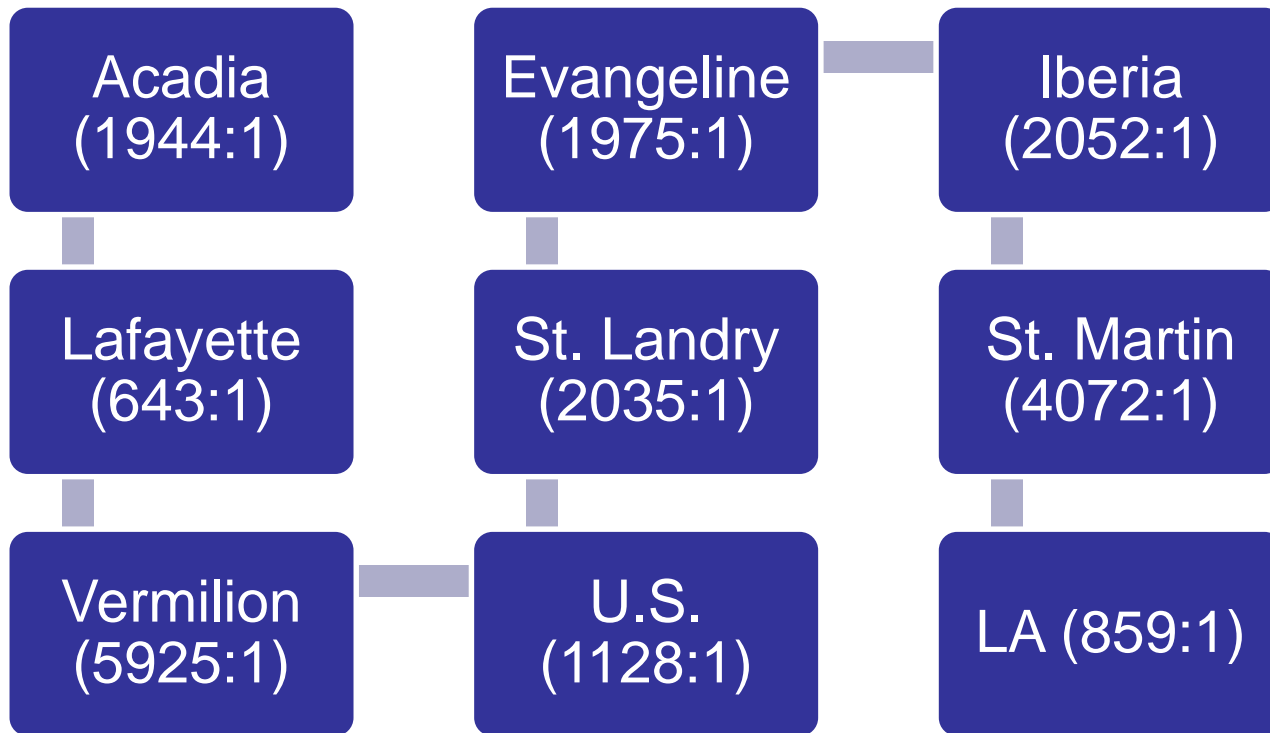 Acadia
(1944:1)
Lafayette
(643:1)
Vermilion
(5925:1)
U.S.
(1128:1)
St. Landry
(2035:1)
Evangeline
(1975:1)
Iberia
(2052:1)
St. Martin
(4072:1)
LA (859:1)